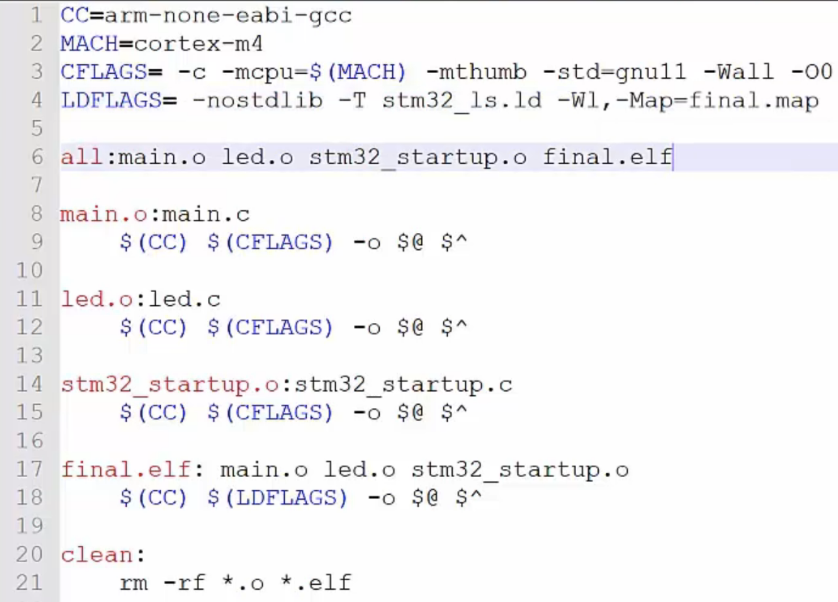 1 CC=arm-none-eabi-gcc
2 MACH=cortex-m4
3 CFLAGS= -c -mcpu=$(MACH) -mthumb -std=gnu11 -Wall -O0
4 LDFLAGS= -nostdlib -T stm32_ls.ld -Wl,-Map=final.map
5
6 all:main.o led.o stm32_startup.o final.elf
7
8 main.o:main.c
9     $(CC) $(CFLAGS) -o $@ $^
10
11 led.o:led.c
12     $(CC) $(CFLAGS) -o $@ $^
13
14 stm32_startup.o:stm32_startup.c
15     $(CC) $(CFLAGS) -o $@ $^
16
17 final.elf: main.o led.o stm32_startup.o
18     $(CC) $(LDFLAGS) -o $@ $^
19
20 clean:
21     rm -rf *.o *.elf